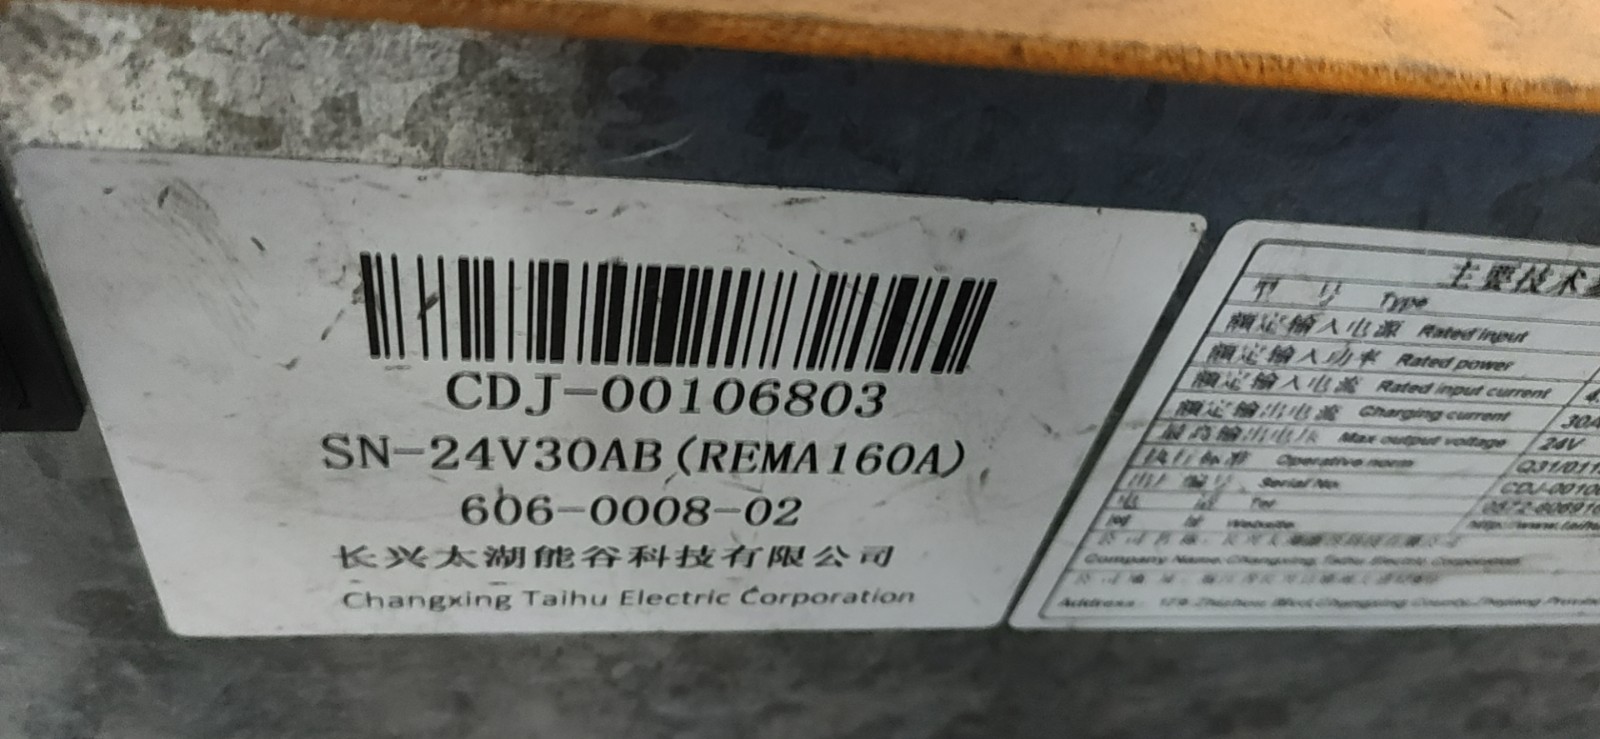 CDJ-00106803
SN-24V30AB(REMA160A)
606-0008-02
长兴太湖能谷科技有限公司
Changxing Taihu Electric Corporation
主要技术
型 号 Type
额定输入电源 Rated input
额定输入功率 Rated power
额定输入电流 Rated input current
额定输出电流 Charging current 30A
最高输出电压 Max output voltage 24V
执行标准 Operative norm
出厂编号 Serial No.
电 话 Tel
网 址 Website
Company Name: Changxing Taihu Electric Corporation
Address: